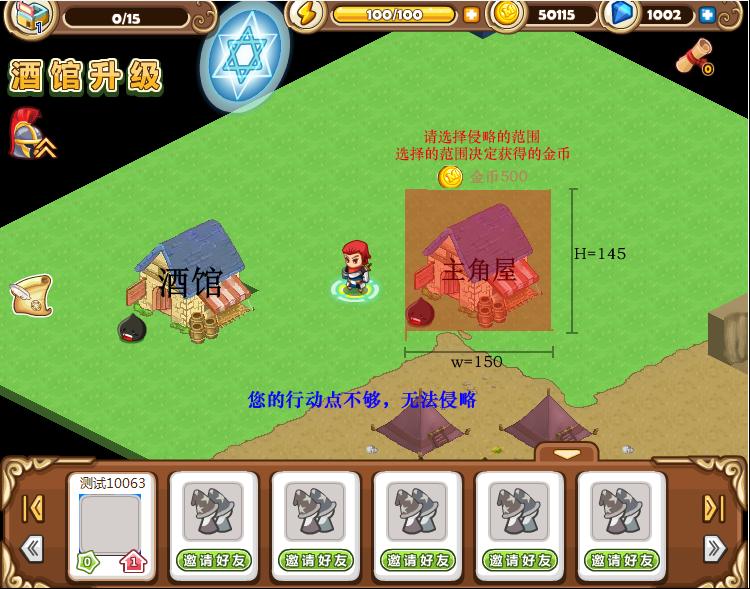 1
0/15
100/100
50115
1002
酒馆升级
0
请选择侵略的范围
选择的范围决定获得的金币
金币500
酒馆
主角屋
H=145
w=150
您的行动点不够，无法侵略
测试10063
0
1
邀请好友
邀请好友
邀请好友
邀请好友
邀请好友